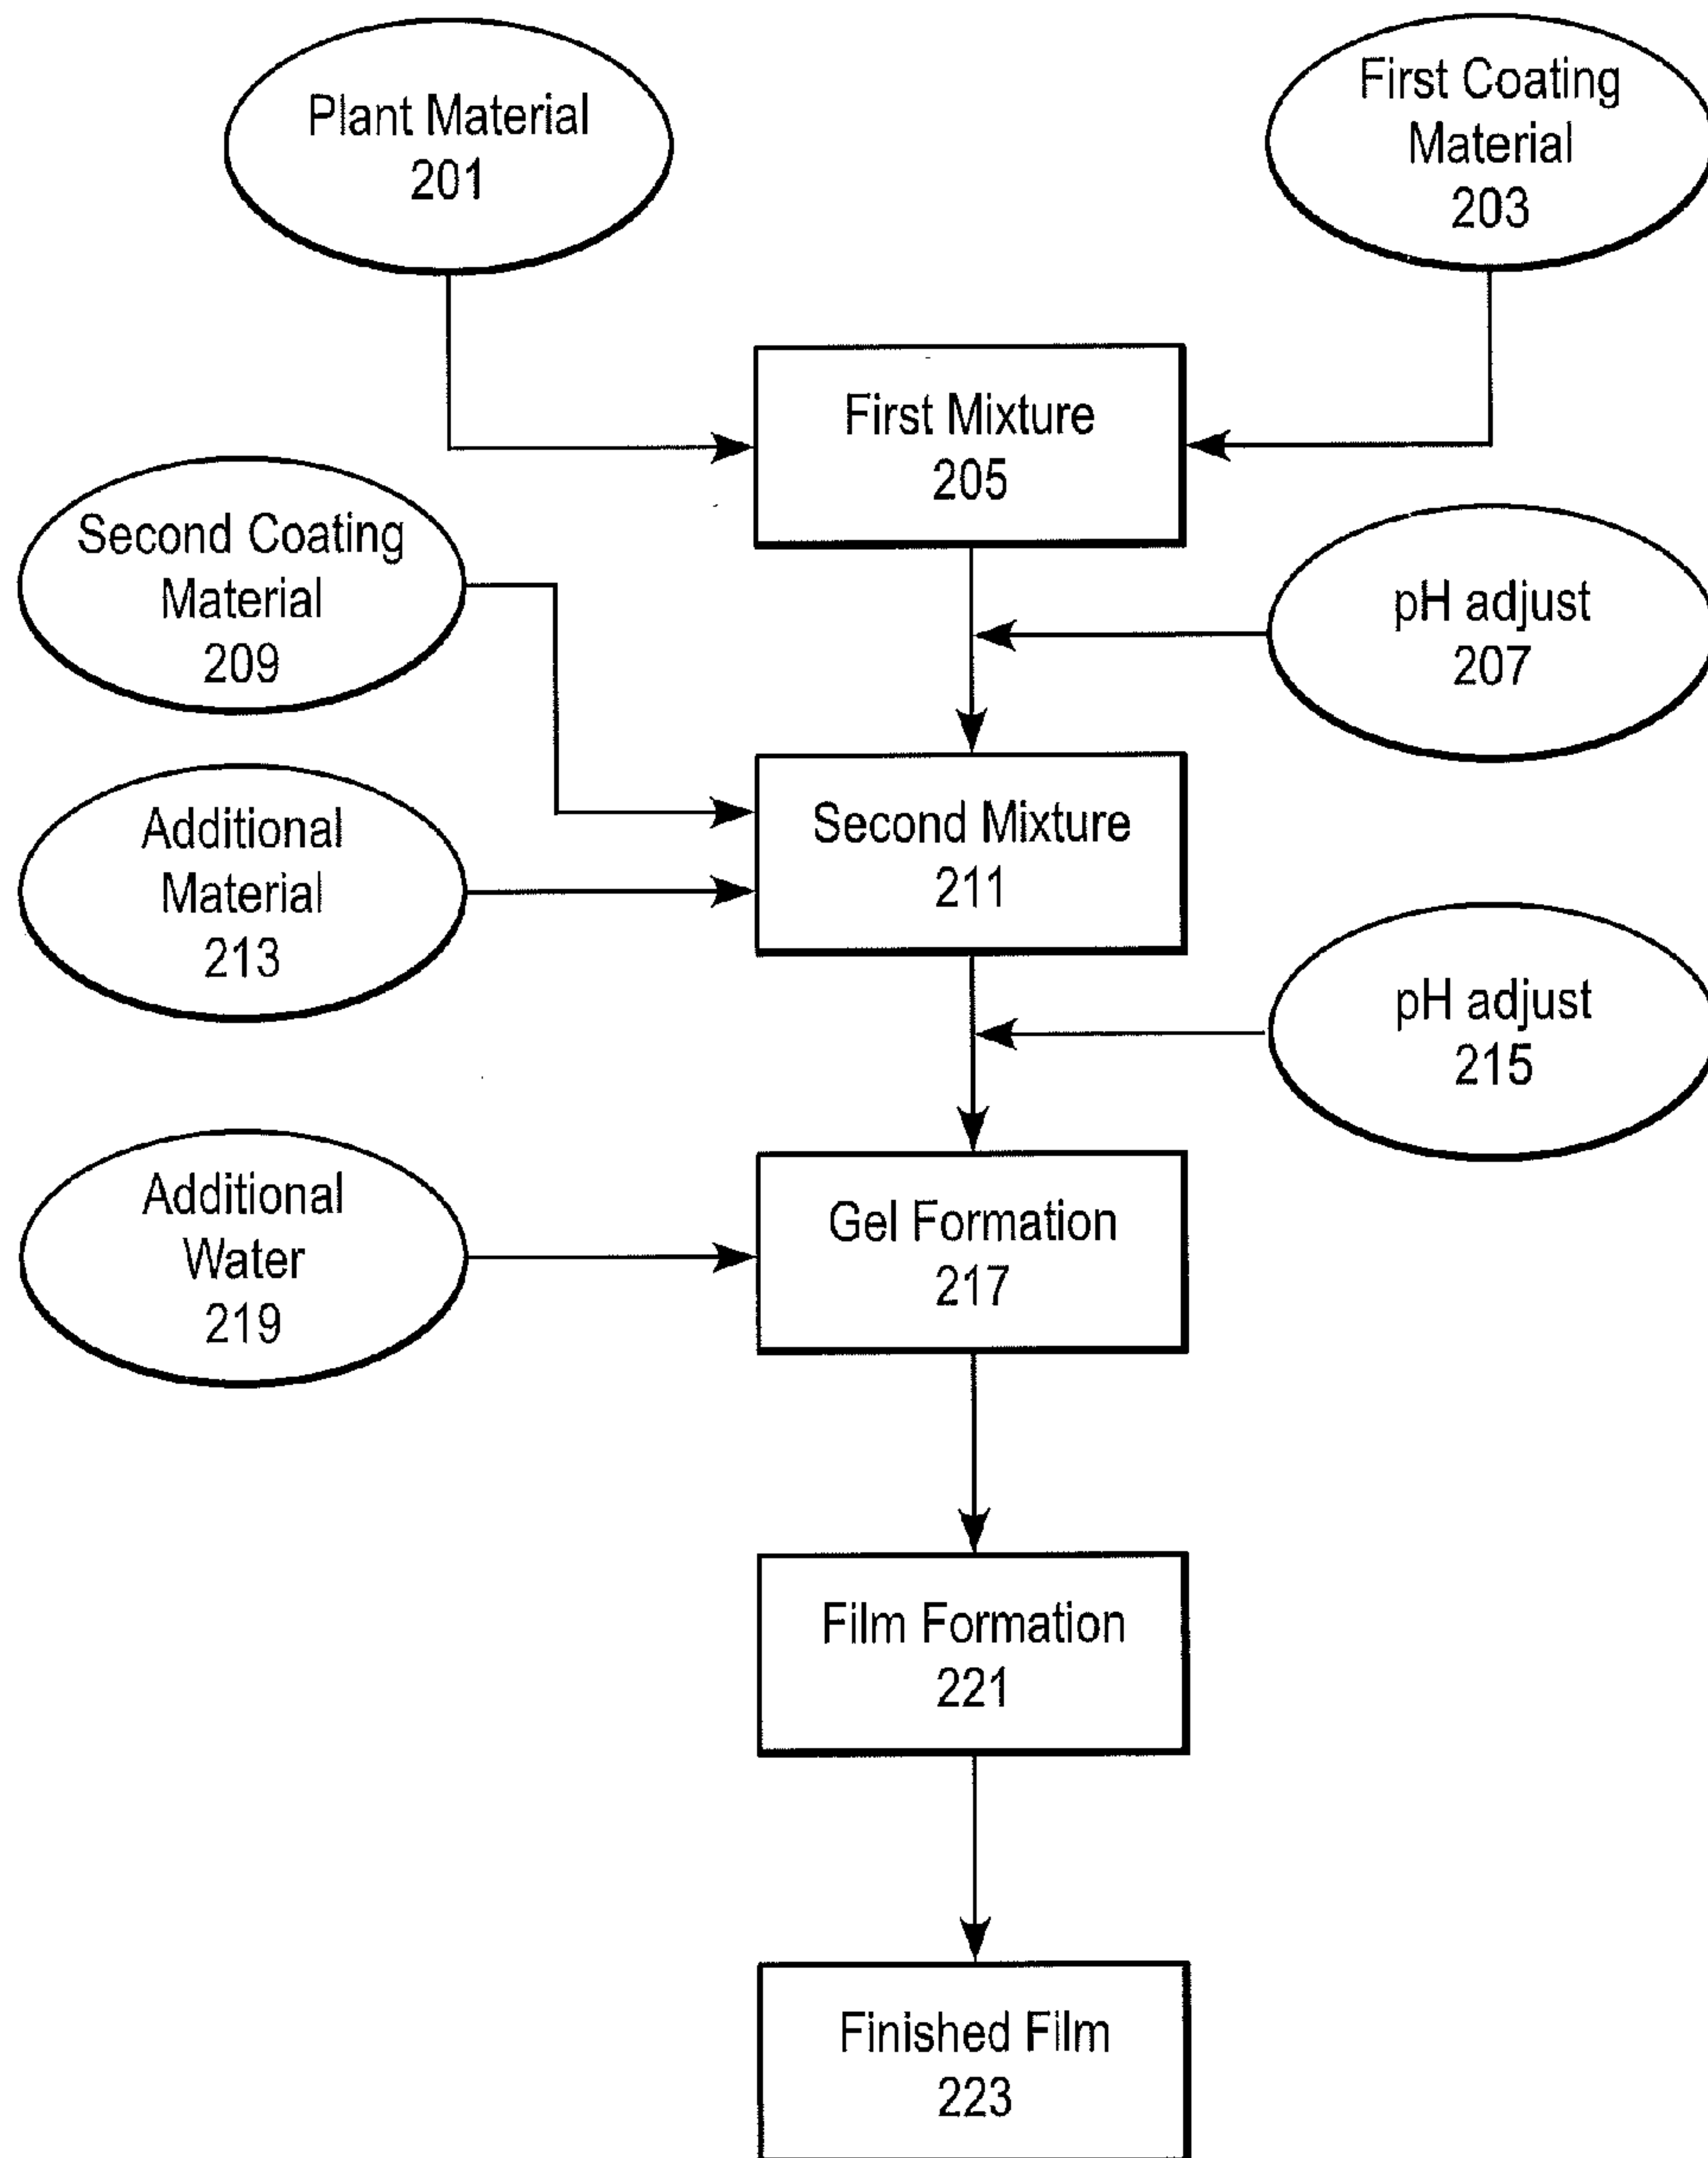 Plant Material
201
First Coating
Material
203
First Mixture
205
Second Coating
Material
209
pH adjust
207
Additional
Material
213
Second Mixture
211
pH adjust
215
Additional
Water
219
Gel Formation
217
Film Formation
221
Finished Film
223